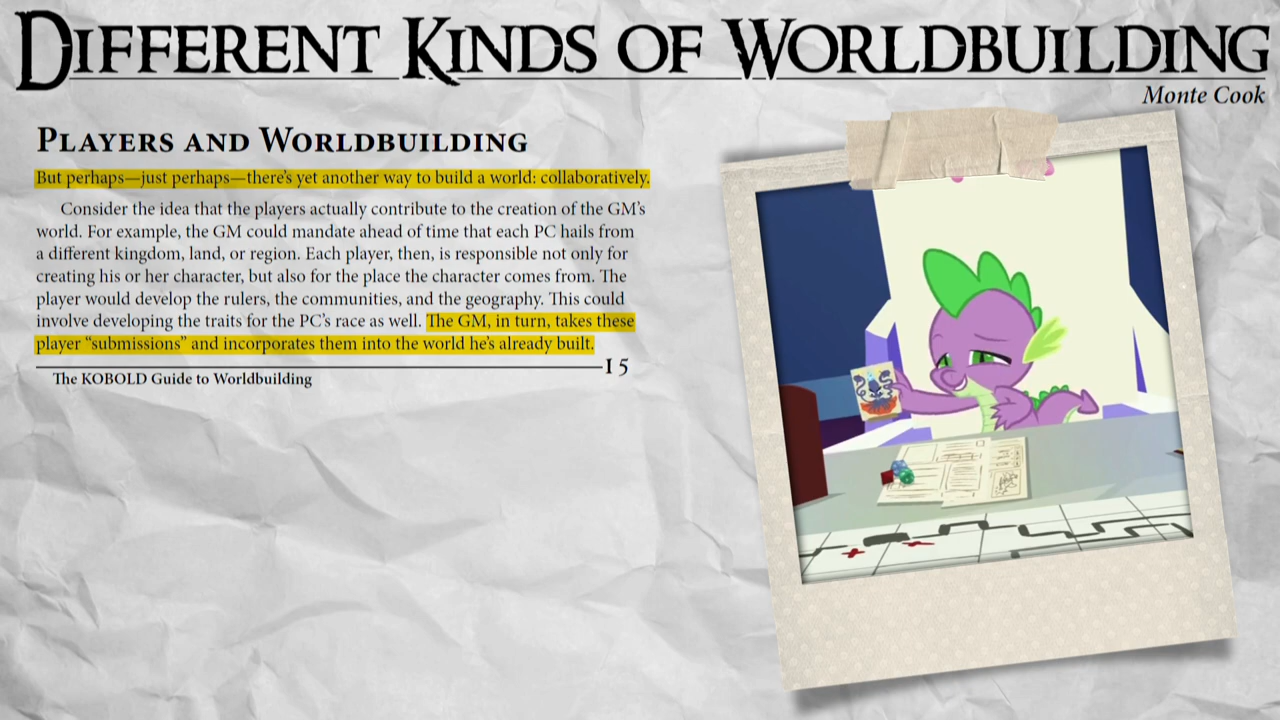 DIFFERENT KINDS OF WORLDBUILDING
Monte Cook
PLAYERS AND WORLDBUILDING
But perhaps—just perhaps—there's yet another way to build a world: collaboratively.
Consider the idea that the players actually contribute to the creation of the GM's
world. For example, the GM could mandate ahead of time that each PC hails from
a different kingdom, land, or region. Each player, then, is responsible not only for
creating his or her character, but also for the place the character comes from. The
player would develop the rulers, the communities, and the geography. This could
involve developing the traits for the PC's race as well. The GM, in turn, takes these
player “submissions” and incorporates them into the world he's already built.
15
The KOBOLD Guide to Worldbuilding